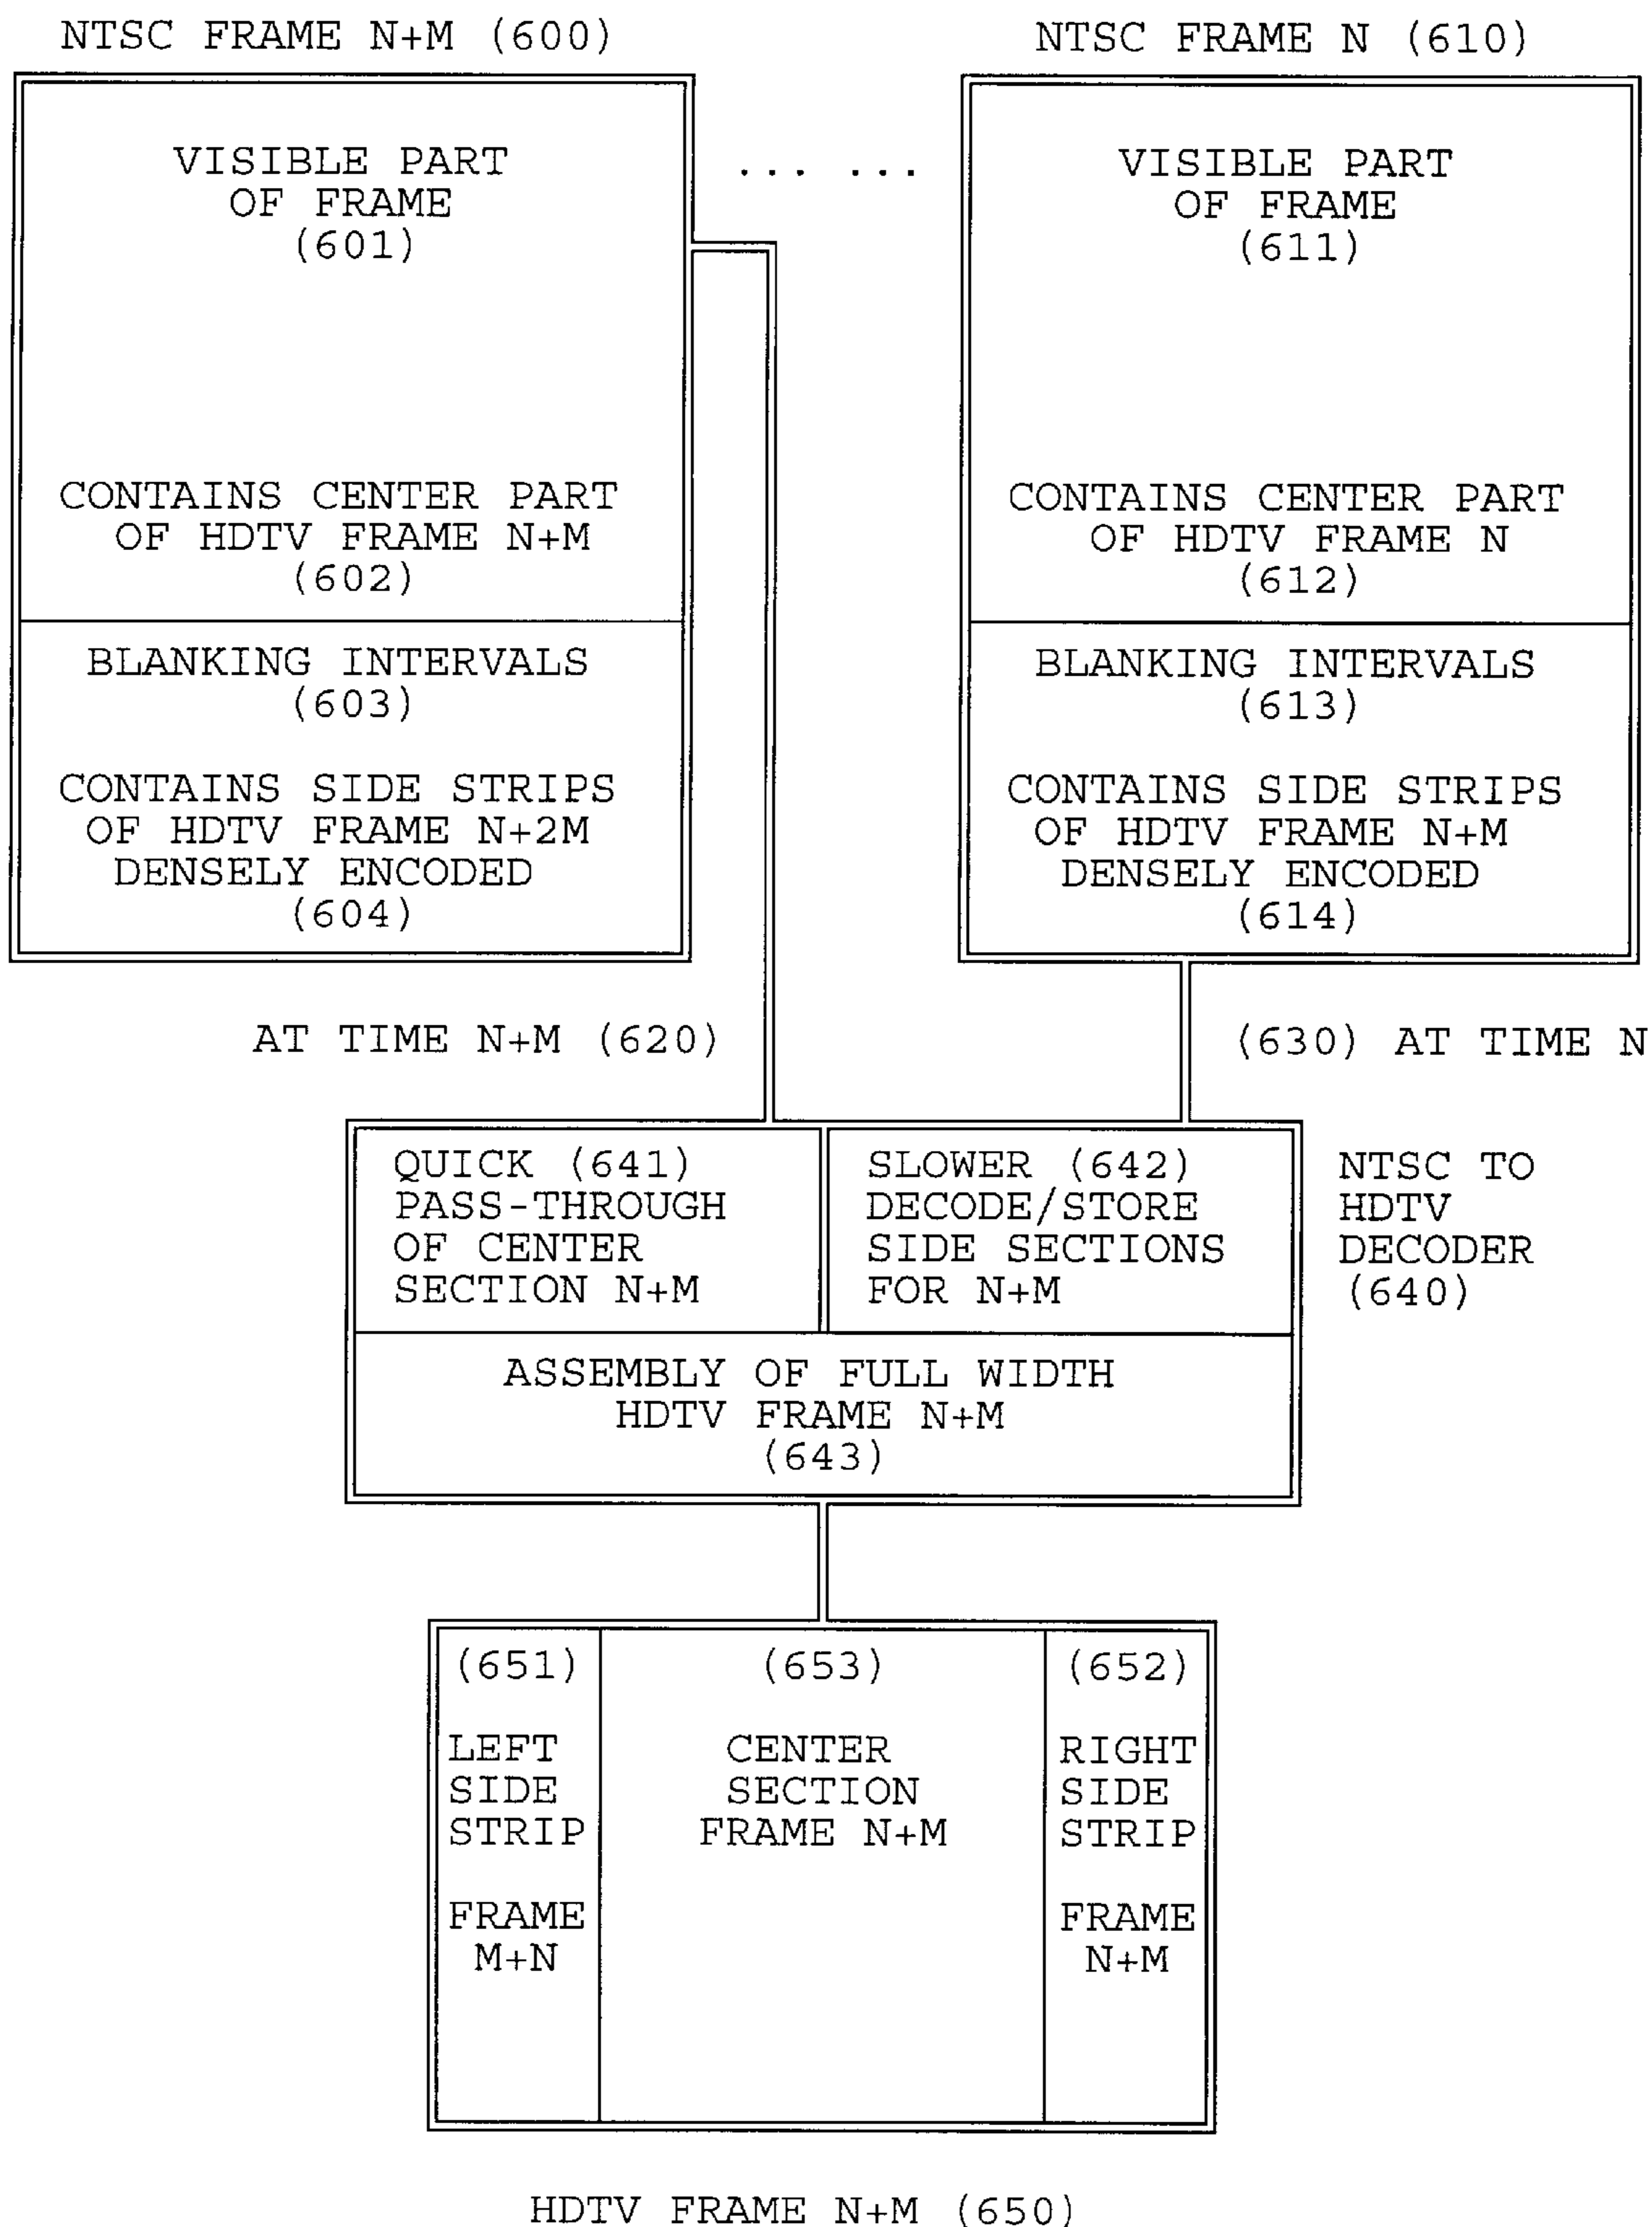 NTSC FRAME N+M (600)
VISIBLE PART
OF FRAME
(601)
CONTAINS CENTER PART
OF HDTV FRAME N+M
(602)
BLANKING INTERVALS
(603)
CONTAINS SIDE STRIPS
OF HDTV FRAME N+2M
DENSELY ENCODED
(604)
... ...
NTSC FRAME N (610)
VISIBLE PART
OF FRAME
(611)
CONTAINS CENTER PART
OF HDTV FRAME N
(612)
BLANKING INTERVALS
(613)
CONTAINS SIDE STRIPS
OF HDTV FRAME N+M
DENSELY ENCODED
(614)
AT TIME N+M (620)
(630) AT TIME N
QUICK (641)
PASS-THROUGH
OF CENTER
SECTION N+M
SLOWER (642)
DECODE/STORE
SIDE SECTIONS
FOR N+M
NTSC TO
HDTV
DECODER
(640)
ASSEMBLY OF FULL WIDTH
HDTV FRAME N+M
(643)
(651)
LEFT
SIDE
STRIP
FRAME
M+N
(653)
CENTER
SECTION
FRAME N+M
(652)
RIGHT
SIDE
STRIP
FRAME
N+M
HDTV FRAME N+M (650)